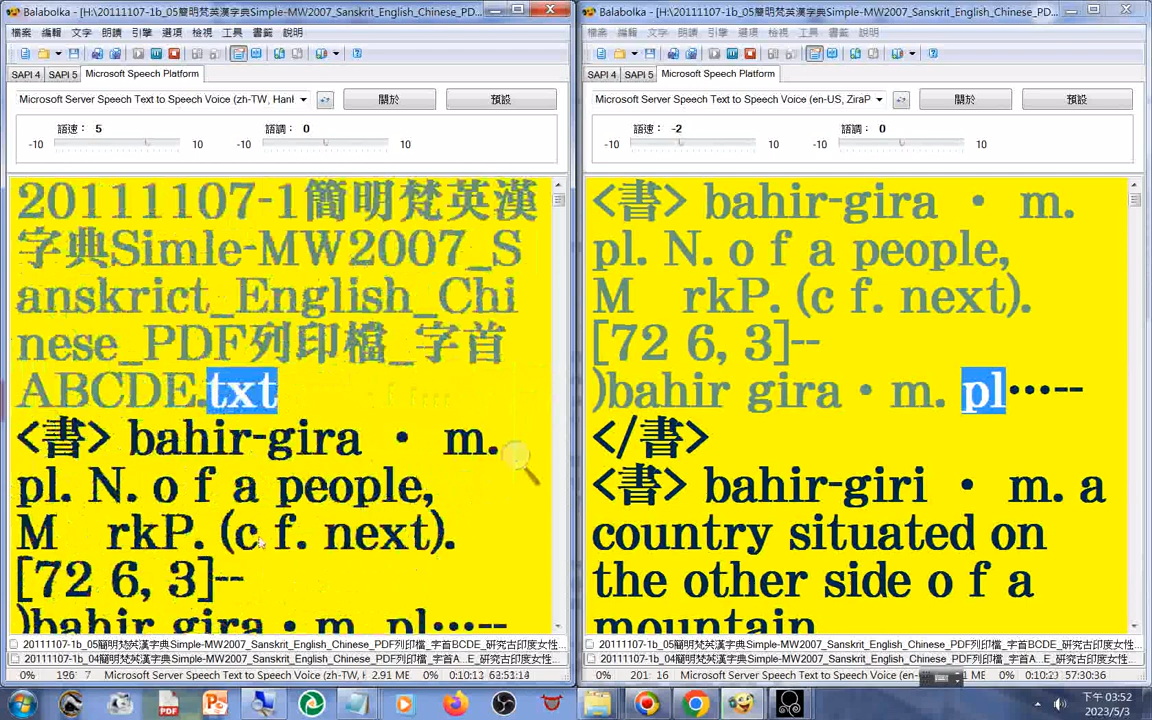 Balabolka - [H:\20111107-1b_05簡明梵英漢字典Simple-MW2007_Sanskrit_English_Chinese_PD...
檔案 編輯 文字 朗讀 引擎 選項 檢視 工具 書籤 說明
SAPI 4 SAPI 5 Microsoft Speech Platform
Microsoft Server Speech Text to Speech Voice (zh-TW, Hanl 關於 預設
語速： 5 語調： 0
-10 10 -10 10
20111107-1簡明梵英漢
字典Simle-MW2007_S
anskrict_English_Chi
nese_PDF列印檔_字首
ABCDE.txt
<書> bahir-gira • m.
pl. N. o f a people,
M rkP. (c f. next).
[72 6, 3]--
)bahir gira • m. pl…--
20111107-1b_05簡明梵英漢字典Simple-MW2007_Sanskrit_English_Chinese_PDF列印檔_字首BCDE_研究古印度女性...
20111107-1b_04簡明梵英漢字典Simple-MW2007_Sanskrit_English_Chinese_PDF列印檔_字首A...E_研究古印度女性...
0% 196 7 Microsoft Server Speech Text to Speech Voice (zh-TW, H 2.91 ME 0% 0:10:13
Balabolka - [H:\20111107-1b_05簡明梵英漢字典Simple-MW2007_Sanskrit_English_Chinese_PD...
檔案 編輯 文字 朗讀 引擎 選項 檢視 工具 書籤 說明
SAPI 4 SAPI 5 Microsoft Speech Platform
Microsoft Server Speech Text to Speech Voice (en-US, ZiraP 關於 預設
語速： -2 語調： 0
-10 10 -10 10
<書> bahir-gira • m.
pl. N. o f a people,
M rkP. (c f. next).
[72 6, 3]--
)bahir gira • m. pl…--
</書>
<書> bahir-giri • m. a
country situated on
the other side o f a
mountain
20111107-1b_05簡明梵英漢字典Simple-MW2007_Sanskrit_English_Chinese_PDF列印檔_字首BCDE_研究古印度女性...
20111107-1b_04簡明梵英漢字典Simple-MW2007_Sanskrit_English_Chinese_PDF列印檔_字首A...E_研究古印度女性...
0% 201 16 Microsoft Server Speech Text to Speech Voice (en-U 0% 57:30:36
PDF
下午 03:52
2023/5/3